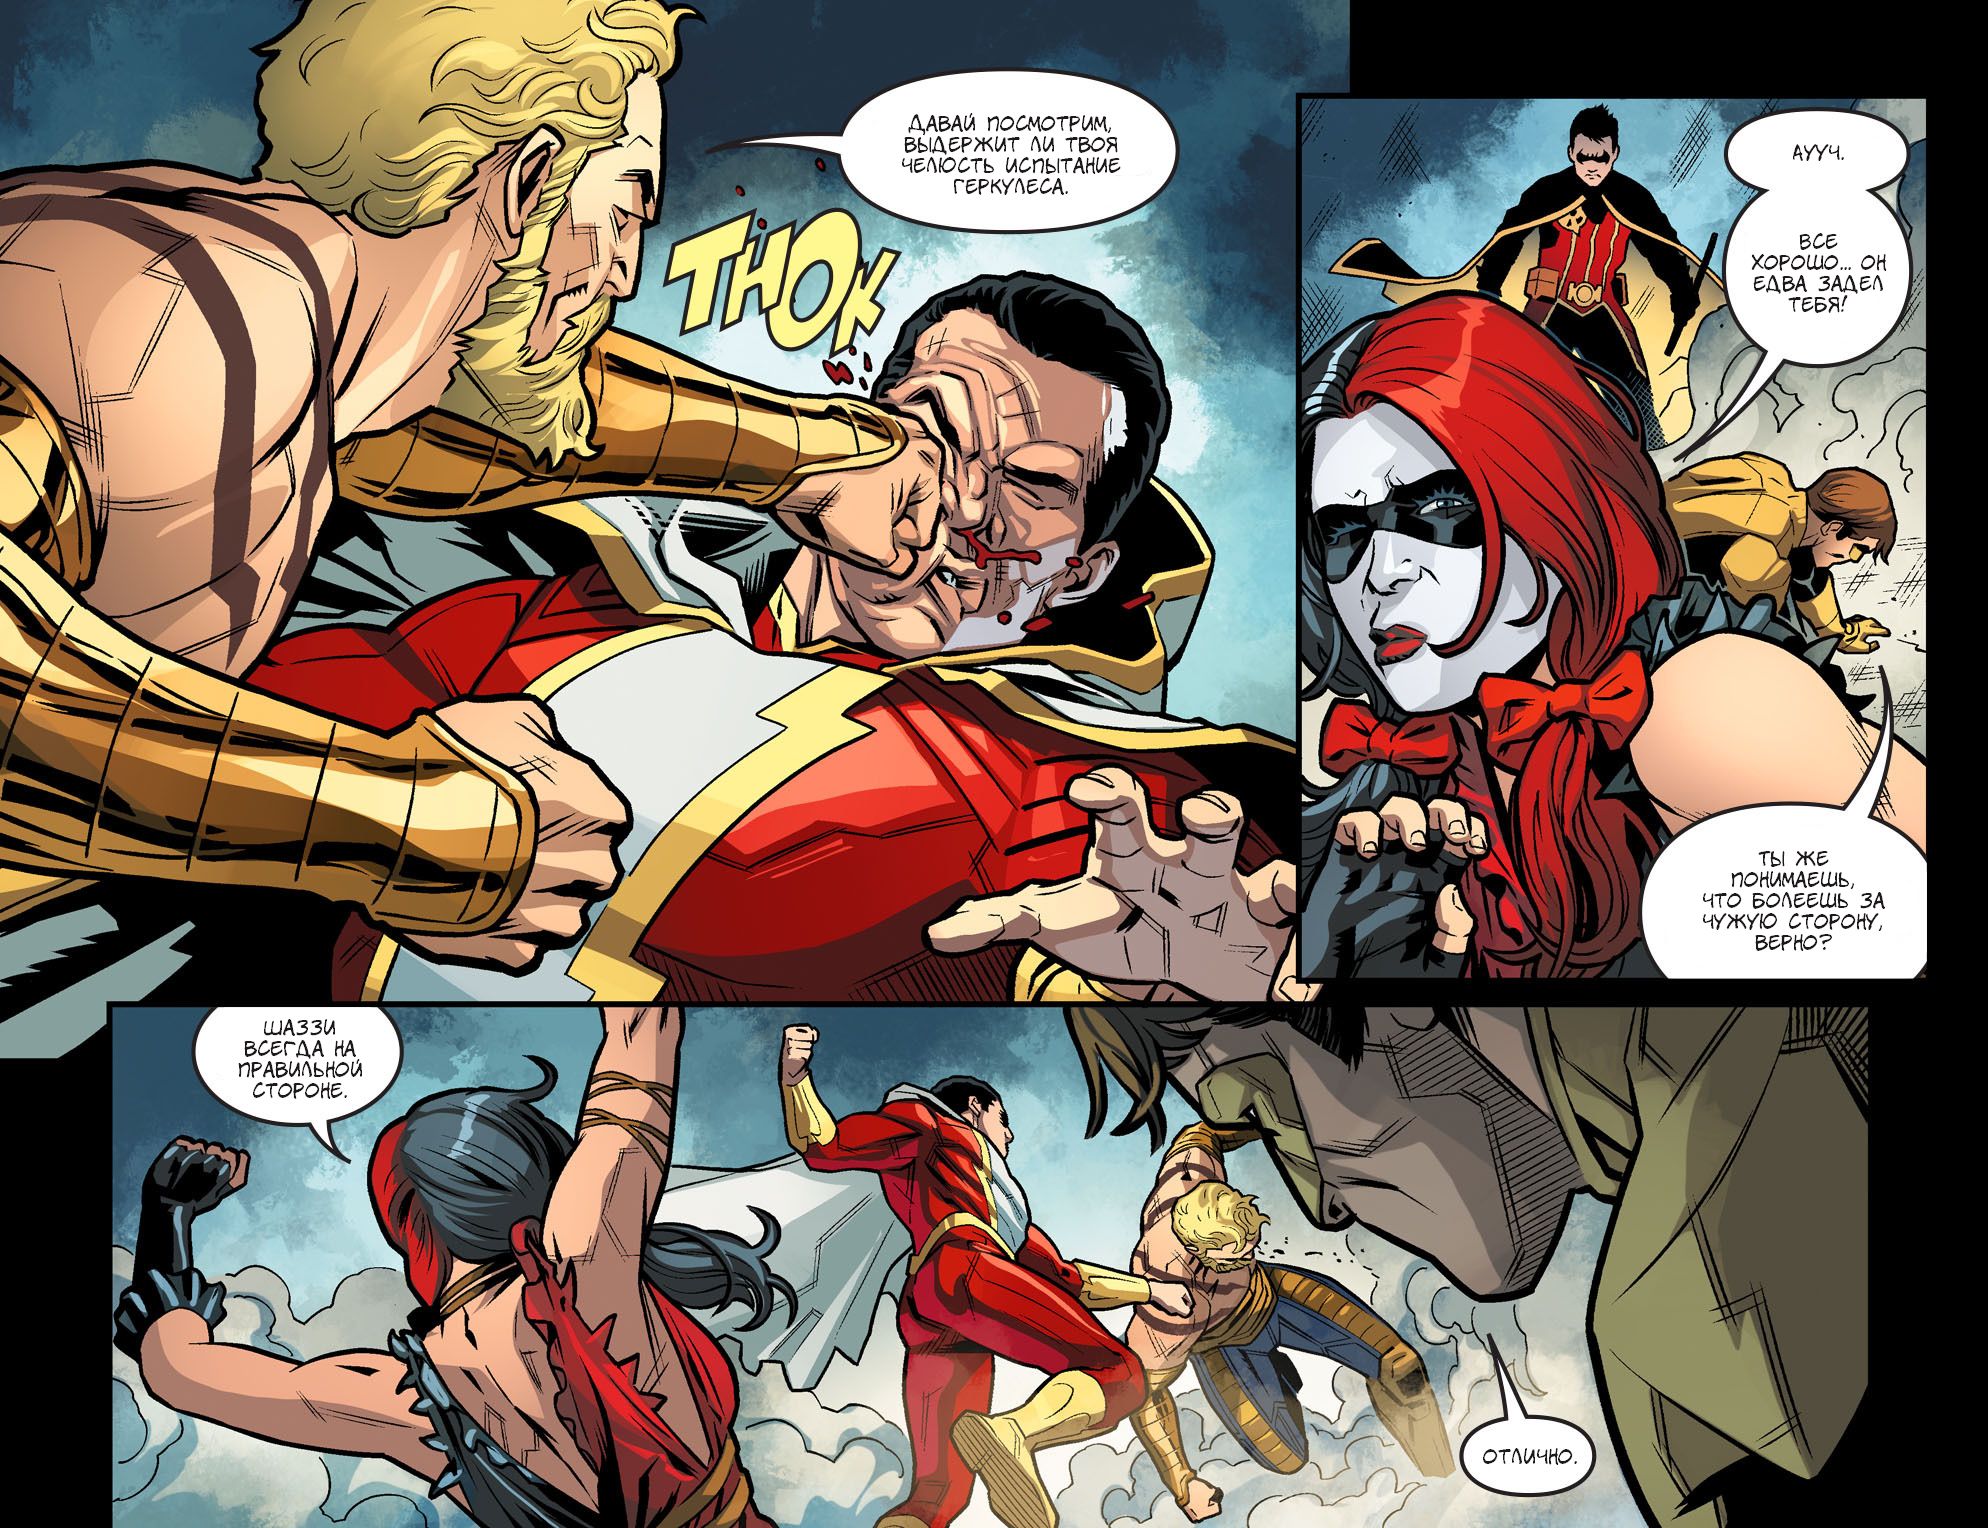 ДАВАЙ ПОСМОТРИМ,
ВЫДЕРЖИТ ЛИ ТВОЯ
ЧЕЛЮСТЬ ИСПЫТАНИЕ
ГЕРКУЛЕСА.
THOK
АУУЧ.
ВСЕ
ХОРОШО... ОН
ЕДВА ЗАДЕЛ
ТЕБЯ!
ТЫ ЖЕ
ПОНИМАЕШЬ,
ЧТО БОЛЕЕШЬ ЗА
ЧУЖУЮ СТОРОНУ,
ВЕРНО?
ШАЗЗИ
ВСЕГДА НА
ПРАВИЛЬНОЙ
СТОРОНЕ.
ОТЛИЧНО.